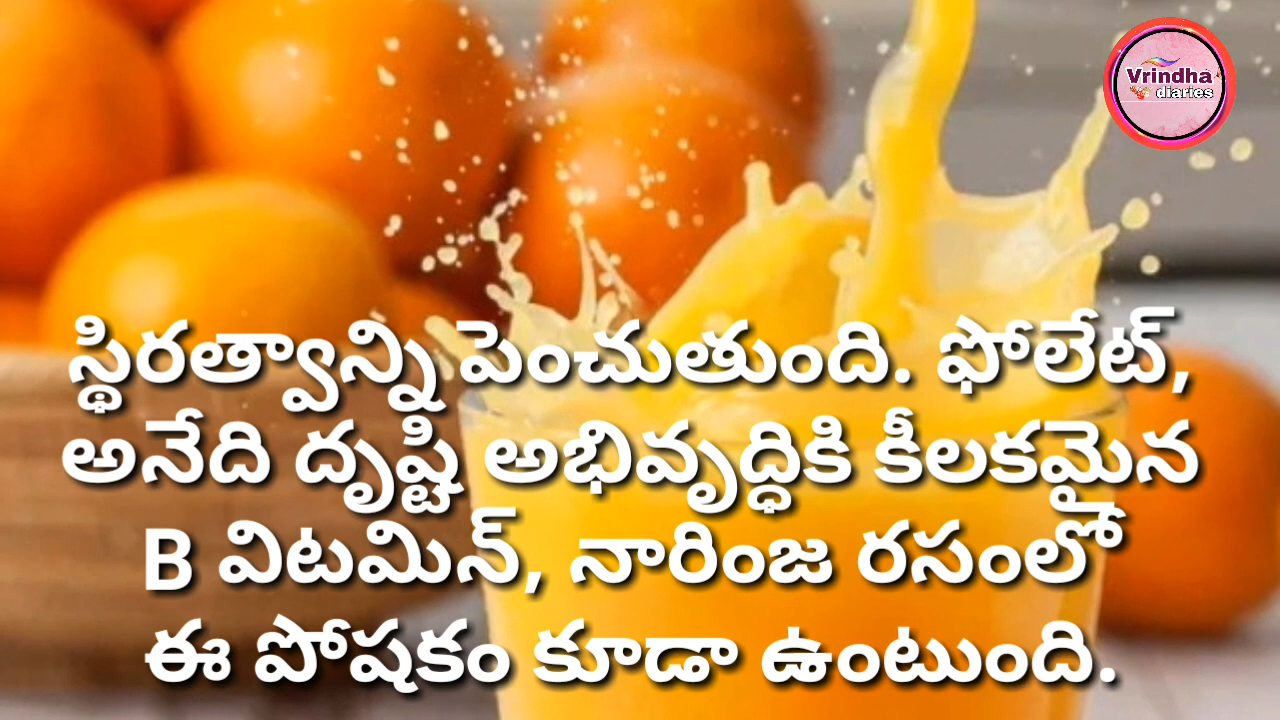 Vrindha
diaries
స్థిరత్వాన్ని పెంచుతుంది. ఫోలేట్,
అనేది దృష్టి అభివృద్ధికి కీలకమైన
B విటమిన్, నారింజ రసంలో
ఈ పోషకం కూడా ఉంటుంది.